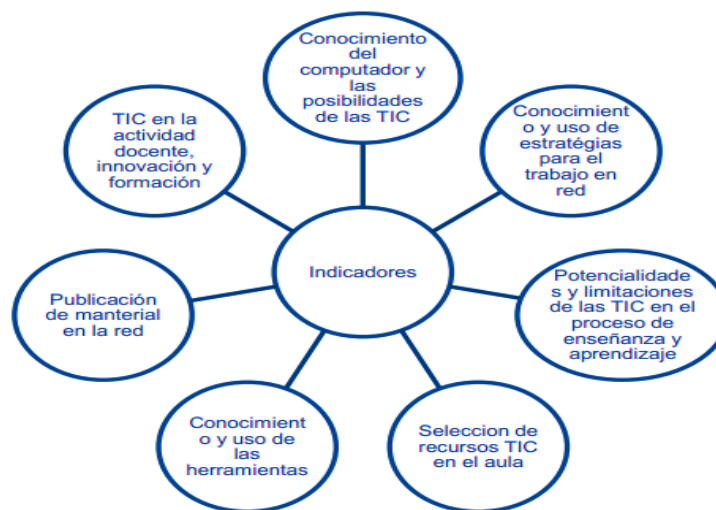 Conocimiento
del
computador y
las
posibilidades
de las TIC
Conocimient
o y uso de
estratégias
para el
trabajo en
red
Potencialidade
s y limitaciones
de las TIC en el
proceso de
enseñanza y
aprendizaje
Seleccion de
recursos TIC
en el aula
Conocimient
o y uso de
las
herramientas
Publicación
de manterial
en la red
TIC en la
actividad
docente,
innovación y
formación
Indicadores